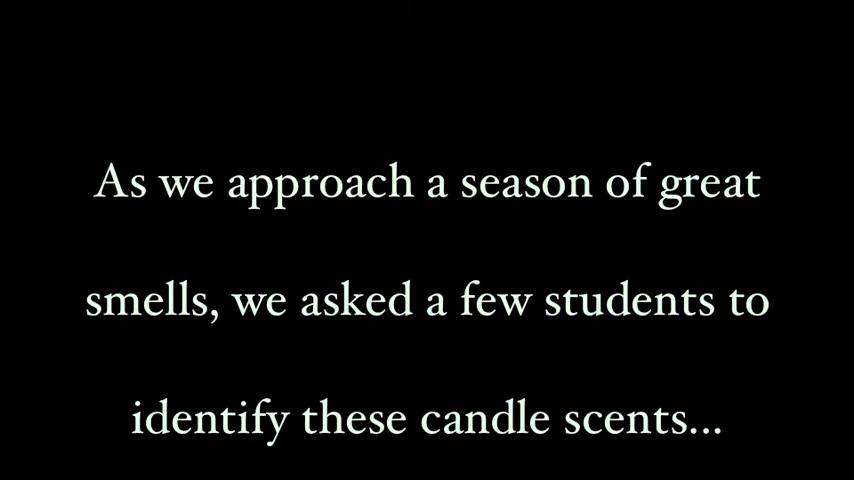 As we approach a season of great
smells, we asked a few students to
identify these candle scents...